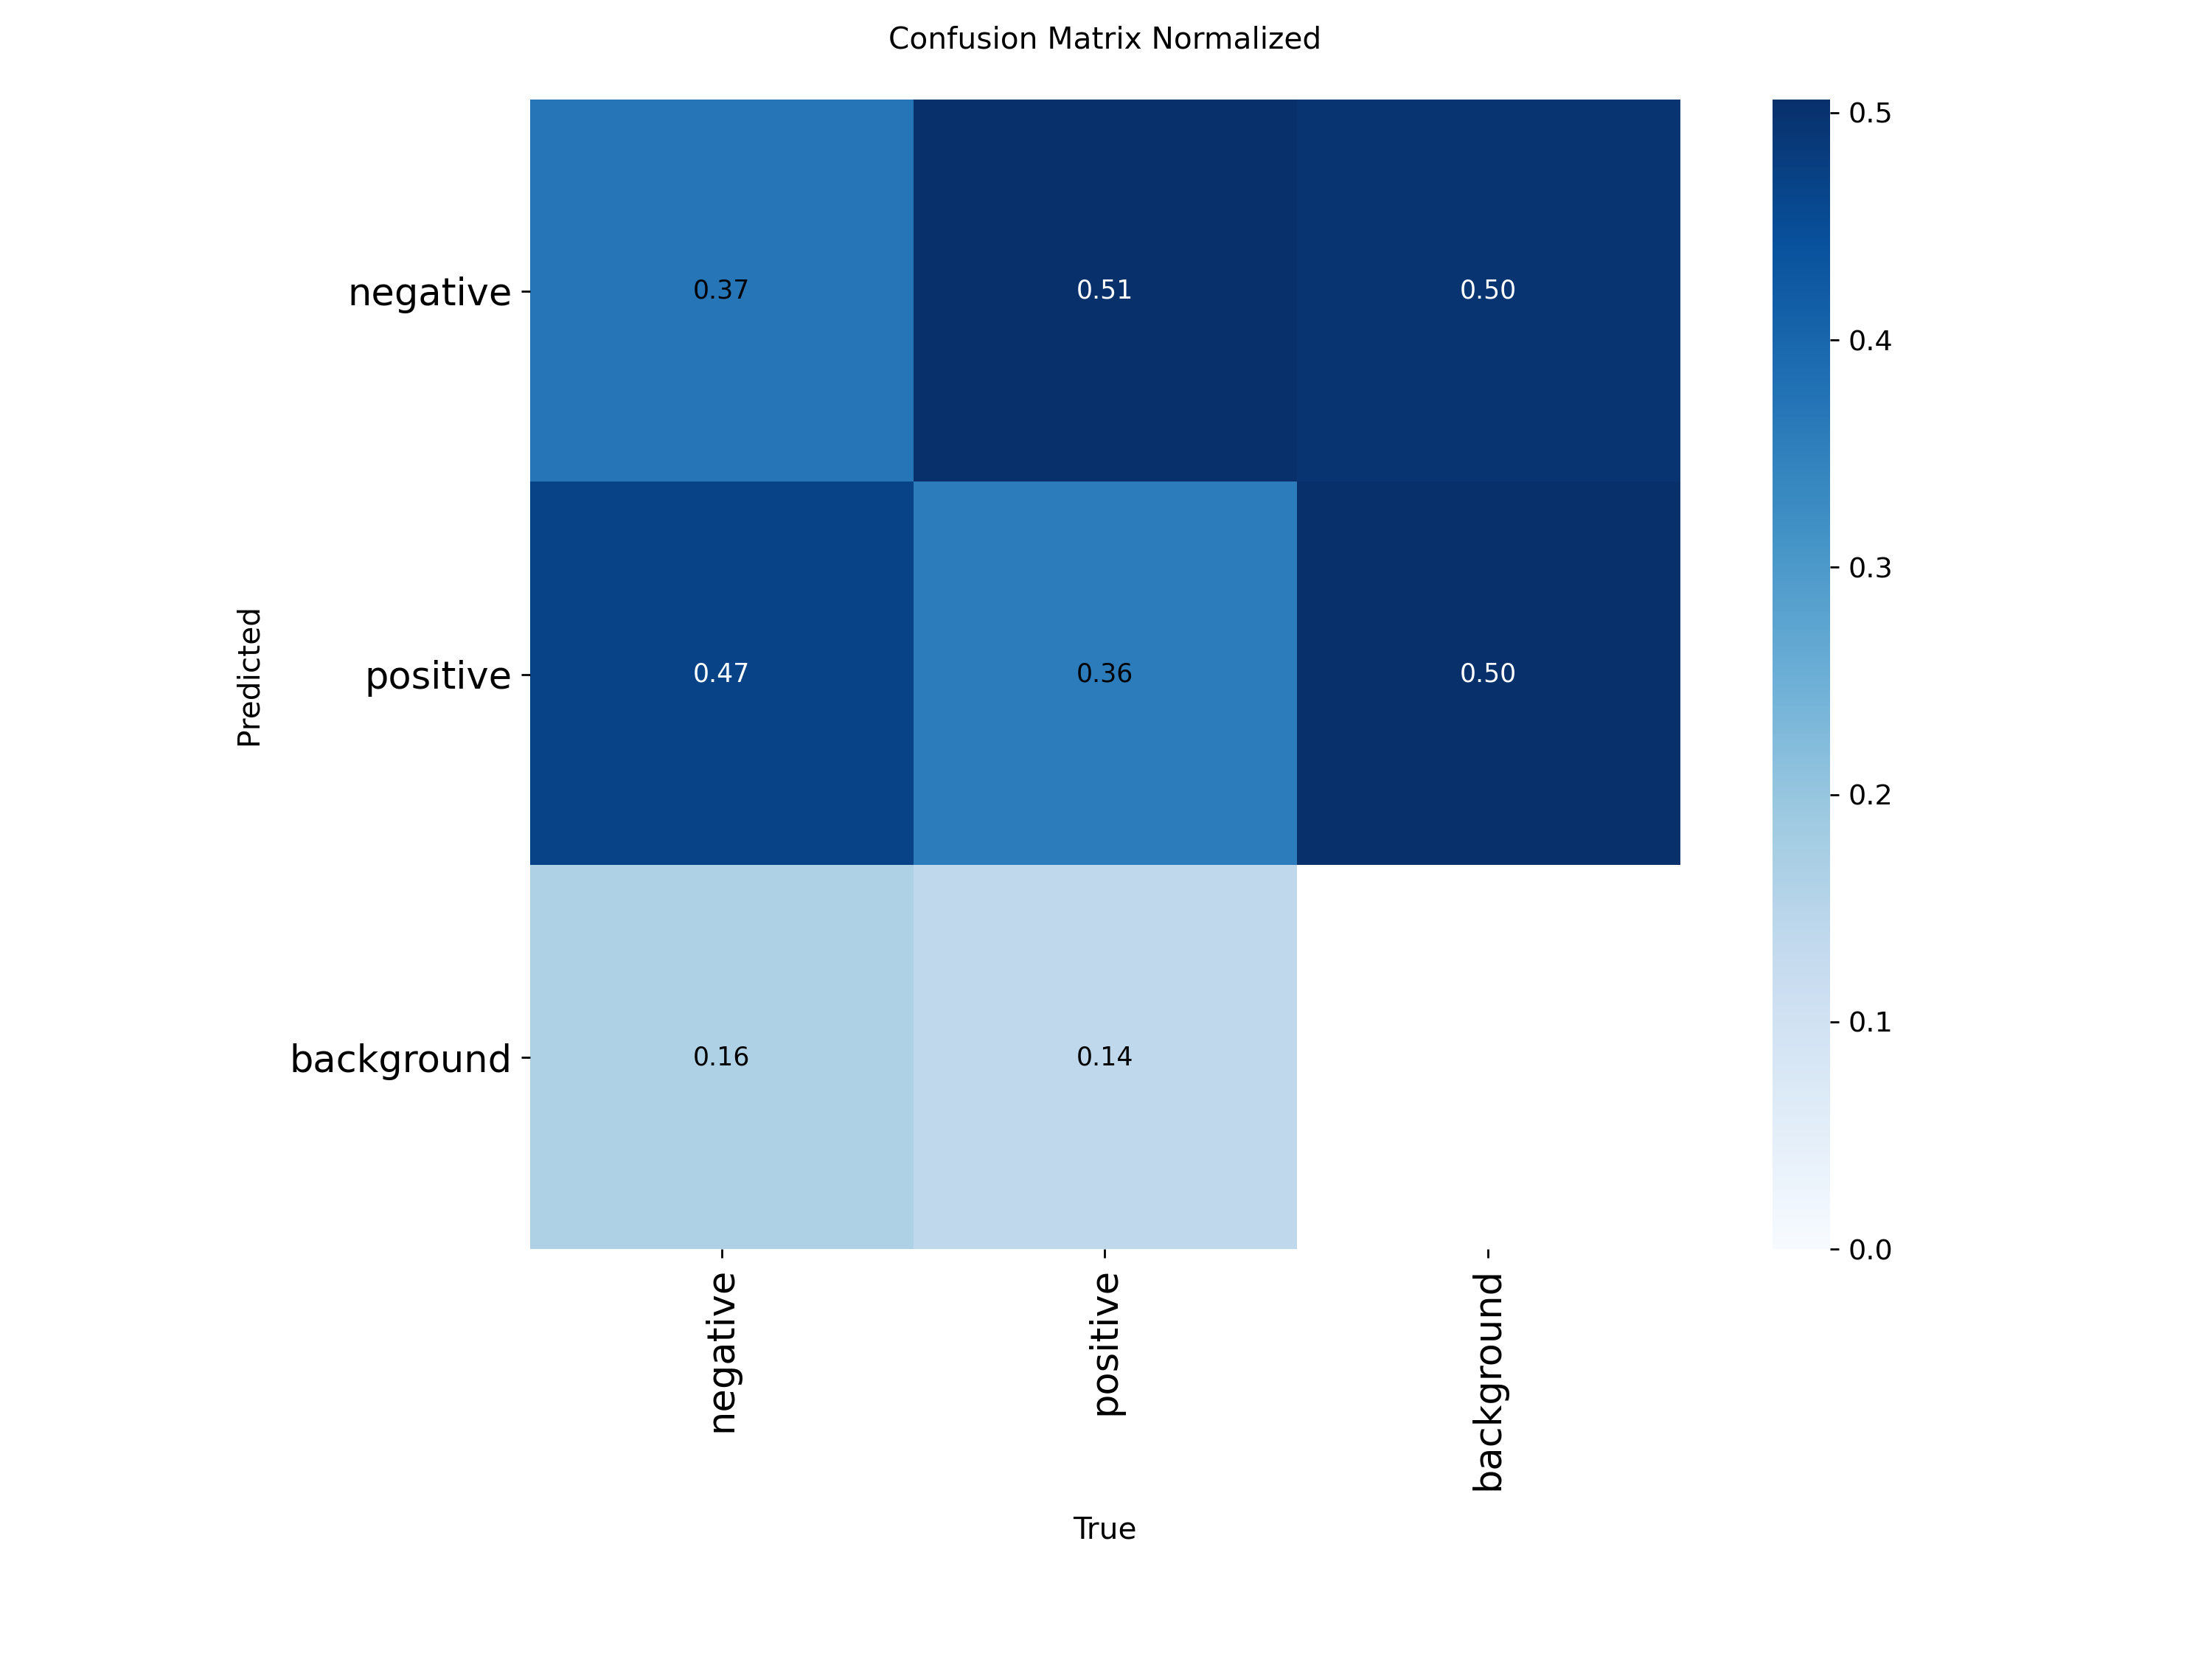 Confusion Matrix Normalized
negative
0.37
0.51
0.50
positive
0.47
0.36
0.50
background
0.16
0.14
negative
positive
background
Predicted
True
0.5
0.4
0.3
0.2
0.1
0.0